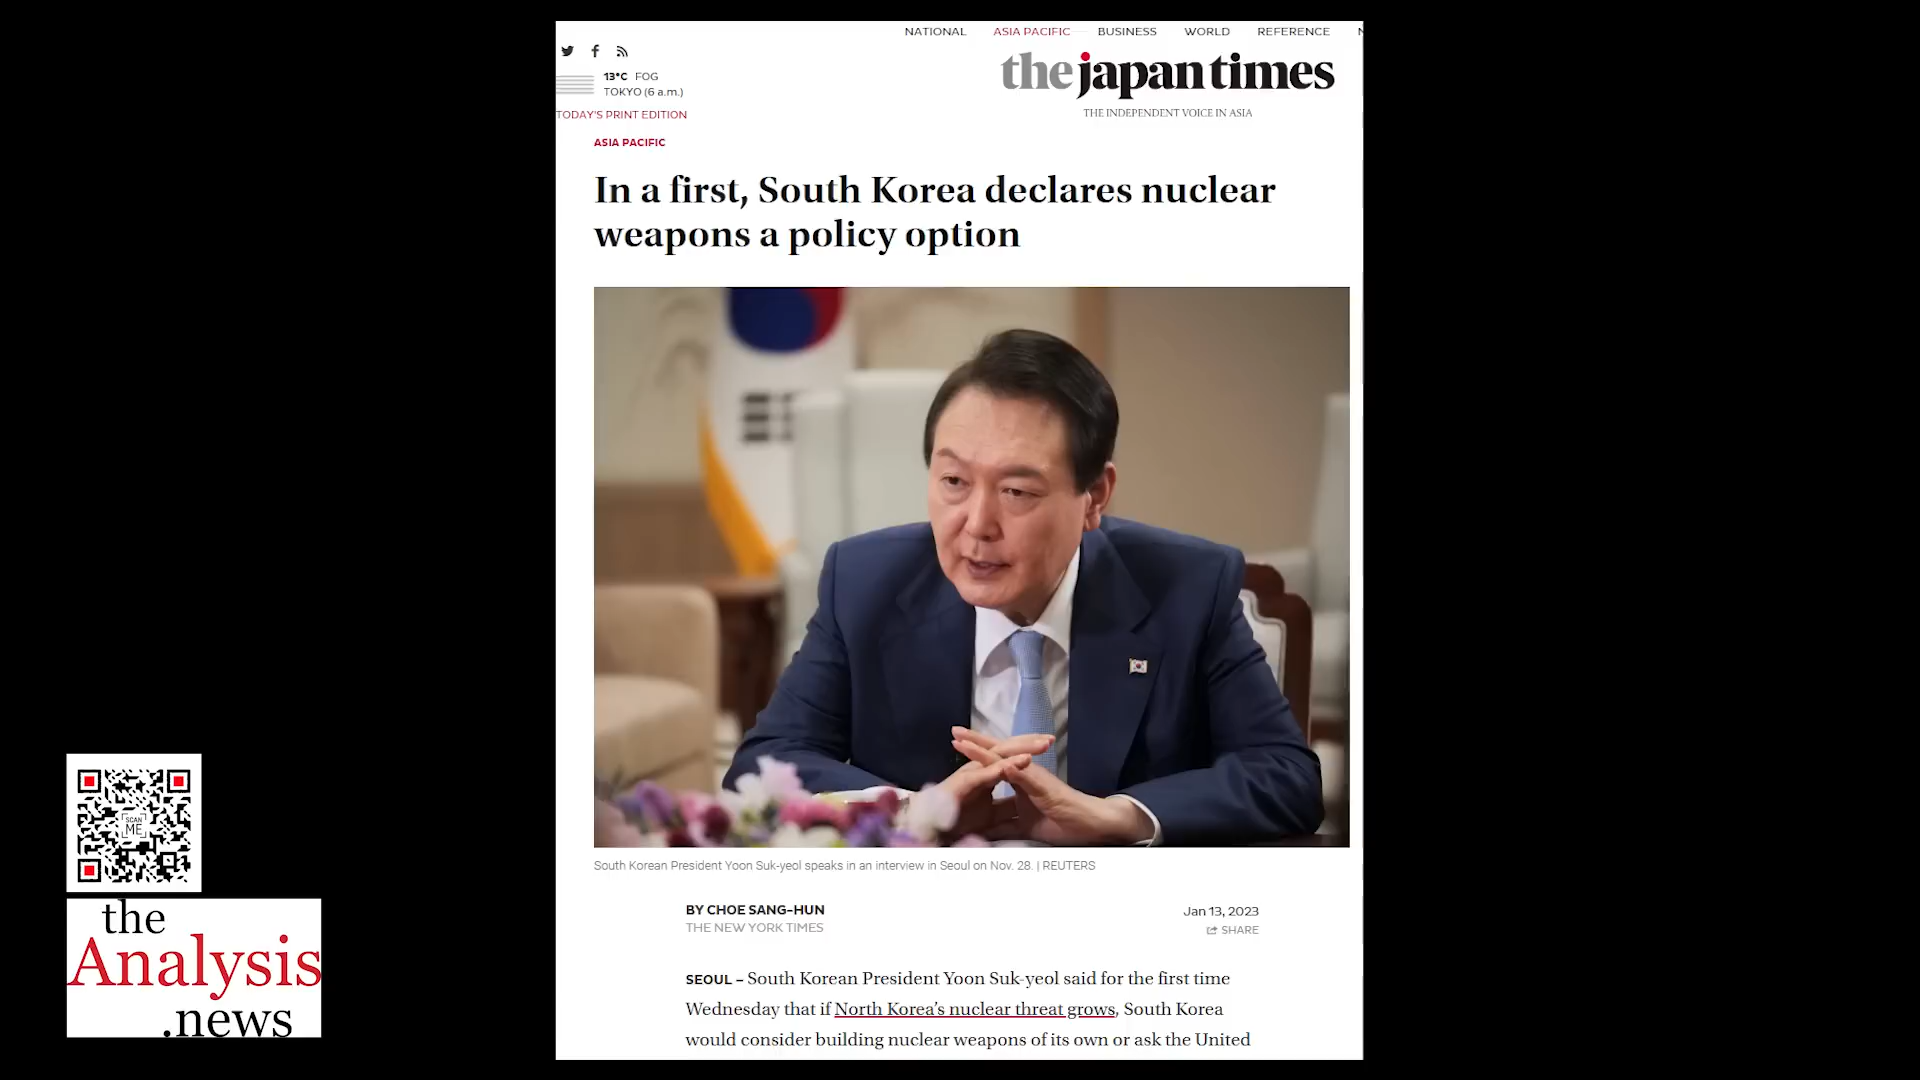 NATIONAL ASIA PACIFIC BUSINESS WORLD REFERENCE
13°C FOG
TOKYO (6 a.m.)
the japan times
THE INDEPENDENT VOICE IN ASIA
TODAY'S PRINT EDITION
ASIA PACIFIC
In a first, South Korea declares nuclear
weapons a policy option
South Korean President Yoon Suk-yeol speaks in an interview in Seoul on Nov. 28. | REUTERS
BY CHOE SANG-HUN
THE NEW YORK TIMES
Jan 13, 2023
SHARE
SEOUL – South Korean President Yoon Suk-yeol said for the first time
Wednesday that if North Korea's nuclear threat grows, South Korea
would consider building nuclear weapons of its own or ask the United
SCAN
ME
the
Analysis
.news